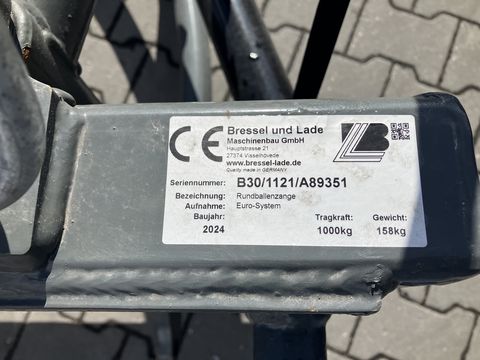 CE
Bressel und Lade
Maschinenbau GmbH
Hauptstrasse 21
27374 Visselhövede
www.bressel-lade.de
Quality made in GERMANY
Seriennummer: B30/1121/A89351
Bezeichnung: Rundballenzange
Aufnahme: Euro-System
Baujahr: Tragkraft: Gewicht:
2024 1000kg 158kg